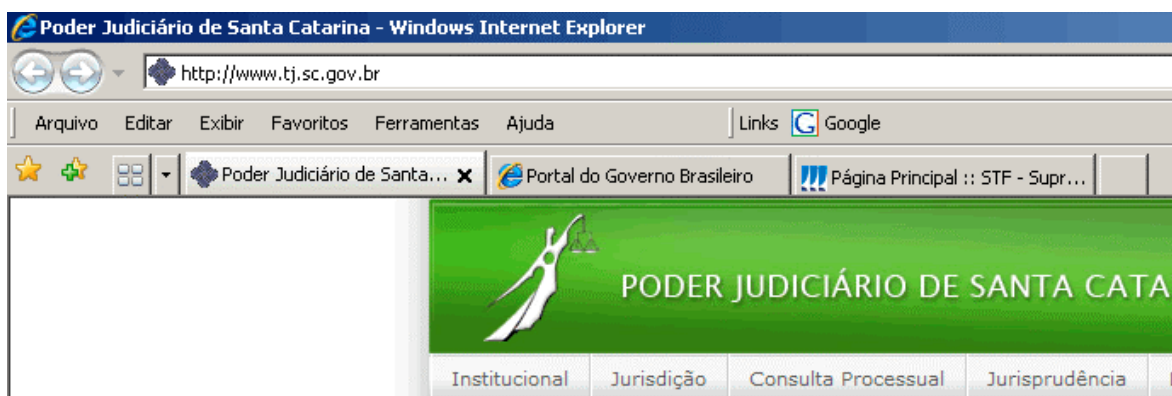 Poder Judiciário de Santa Catarina - Windows Internet Explorer
http://www.tj.sc.gov.br
Arquivo Editar Exibir Favoritos Ferramentas Ajuda Links Google
Poder Judiciário de Santa... Portal do Governo Brasileiro Página Principal :: STF - Supr...
PODER JUDICIÁRIO DE SANTA CATA
Institucional Jurisdição Consulta Processual Jurisprudência